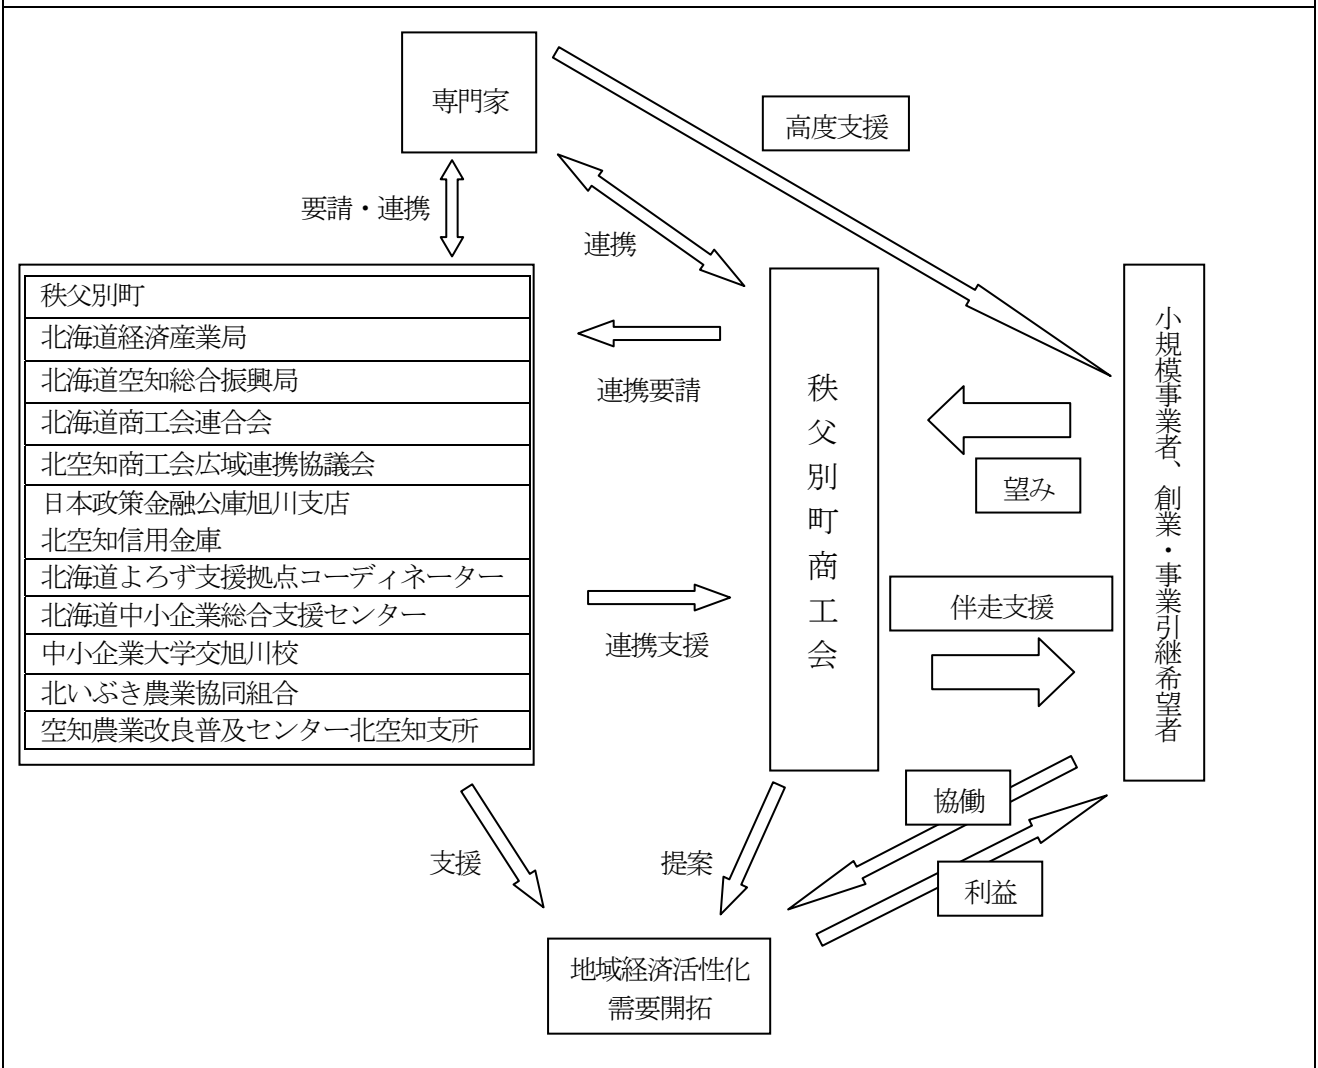 専門家
高度支援
要請・連携
連携
秩父別町
北海道経済産業局
北海道空知総合振興局
北海道商工会連合会
北空知商工会広域連携協議会
日本政策金融公庫旭川支店
北空知信用金庫
北海道よろず支援拠点コーディネーター
北海道中小企業総合支援センター
中小企業大学交旭川校
北いぶき農業協同組合
空知農業改良普及センター北空知支所
連携要請
連携支援
秩父別町商工会
望み
伴走支援
小規模事業者、創業・事業引継希望者
協働
利益
支援
提案
地域経済活性化
需要開拓